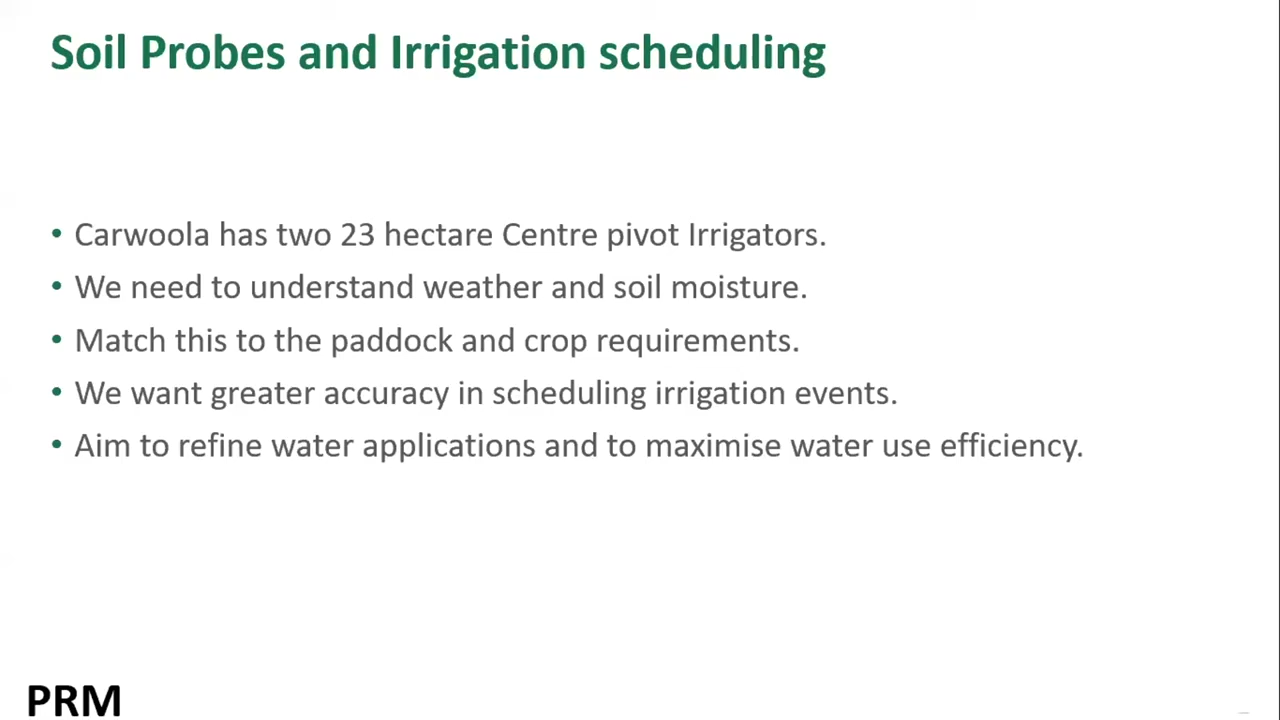 Soil Probes and Irrigation scheduling
• Carwoola has two 23 hectare Centre pivot Irrigators.
• We need to understand weather and soil moisture.
• Match this to the paddock and crop requirements.
• We want greater accuracy in scheduling irrigation events.
• Aim to refine water applications and to maximise water use efficiency.
PRM